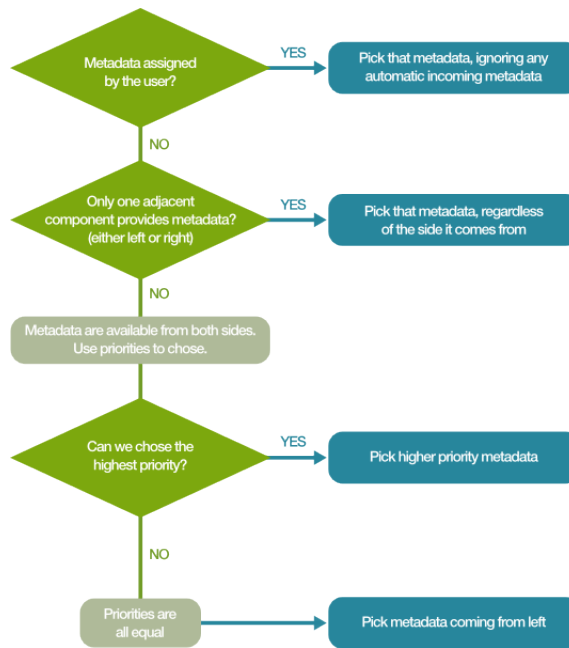 Metadata assigned
by the user?
YES
Pick that metadata, ignoring any
automatic incoming metadata
NO
Only one adjacent
component provides metadata?
(either left or right)
YES
Pick that metadata, regardless
of the side it comes from
NO
Metadata are available from both sides.
Use priorities to chose.
Can we chose the
highest priority?
YES
Pick higher priority metadata
NO
Priorities are
all equal
Pick metadata coming from left